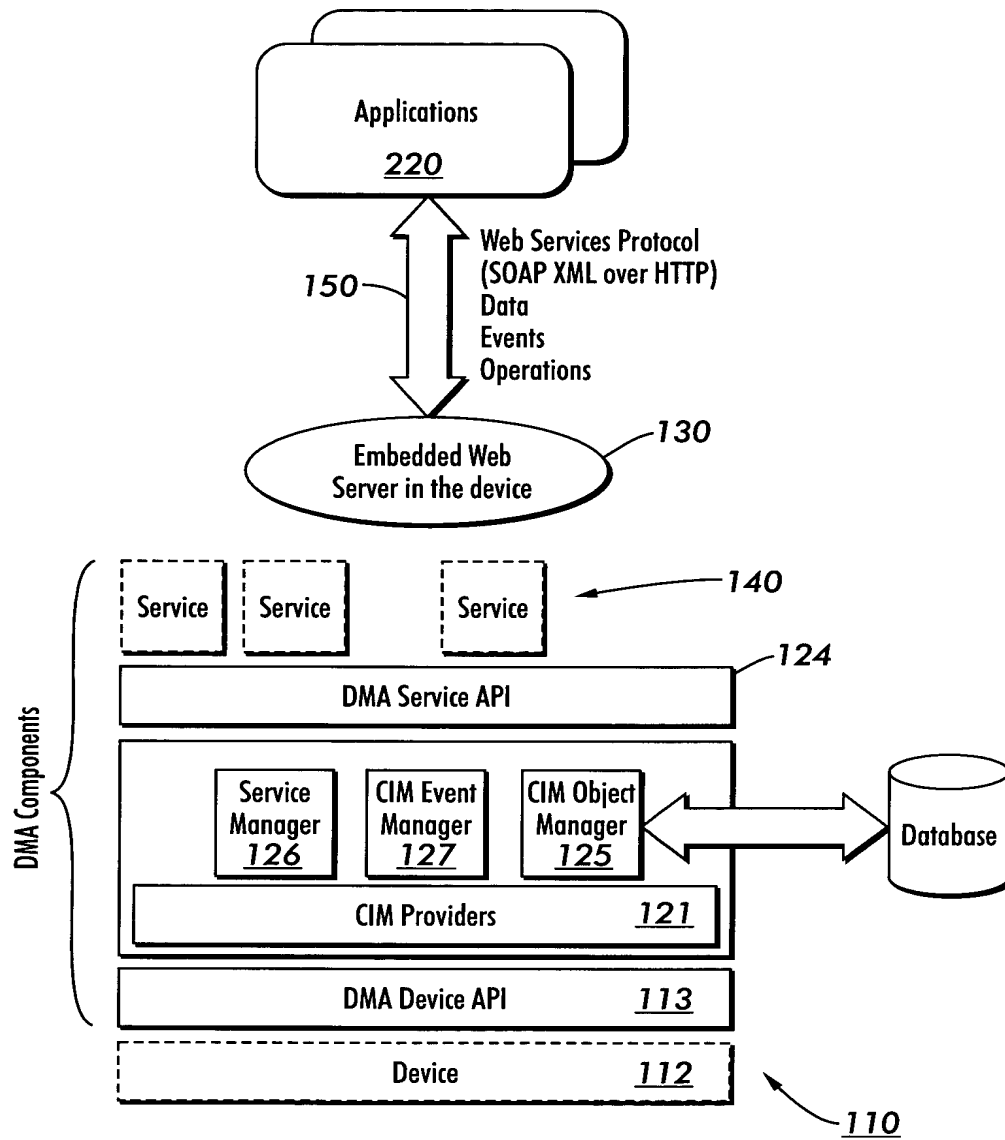 Applications
220
150
Web Services Protocol
(SOAP XML over HTTP)
Data
Events
Operations
130
Embedded Web
Server in the device
DMA Components
Service
Service
Service
140
124
DMA Service API
Service
Manager
126
CIM Event
Manager
127
CIM Object
Manager
125
Database
CIM Providers
121
DMA Device API
113
Device
112
110